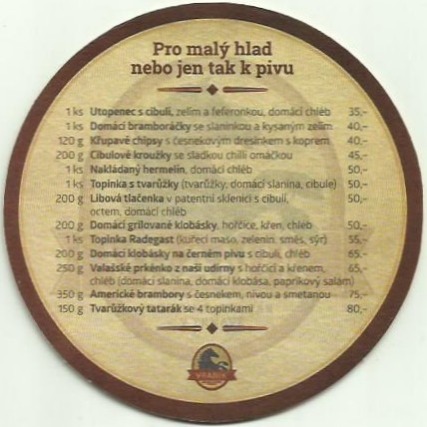 Pro malý hlad
nebo jen tak k pivu
1 ks Utopenec s cibulí, zelím a feferonkou, domácí chléb 35,-
1 ks Domácí bramboráčky se slaninkou a kysaným zelím 40,-
120 g Křupavé chipsy s česnekovým dresinkem s koprem 40,-
200 g Cibulové kroužky se sladkou chilli omáčkou 45,-
1 ks Nakládaný hermelín, domácí chléb 50,-
1 ks Topinka s tvarůžky (tvarůžky, domácí slanina, cibule) 50,-
200 g Libová tlačenka v patentní sklenici s cibulí, 50,-
octem, domácí chléb
200 g Domácí grilované klobásky, hořčice, křen, chléb 50,-
1 ks Topinka Radegast (kuřecí maso, zelenin. směs, sýr) 55,-
200 g Domácí klobásky na černém pivu s cibulí, chléb 65,-
250 g Valašské prkénko z naší udírny s hořčicí a křenem, 65,-
chléb (domácí slanina, domácí klobása, paprikový salám)
350 g Americké brambory s česnekem, nivou a smetanou 75,-
150 g Tvarůžkový tatarák se 4 topinkami 80,-